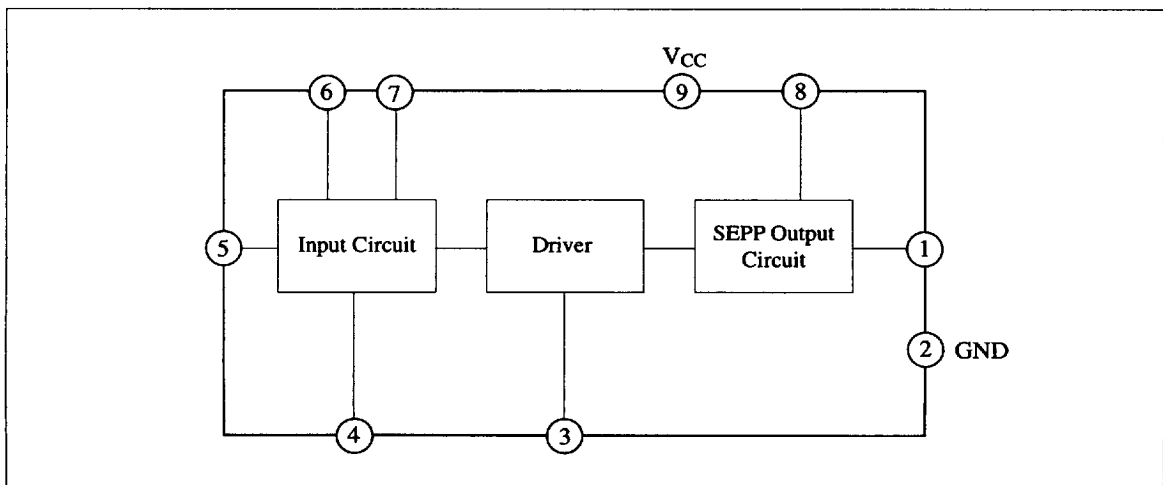 VCC
6
7
9
8
5
Input Circuit
Driver
SEPP Output
Circuit
1
2
GND
4
3